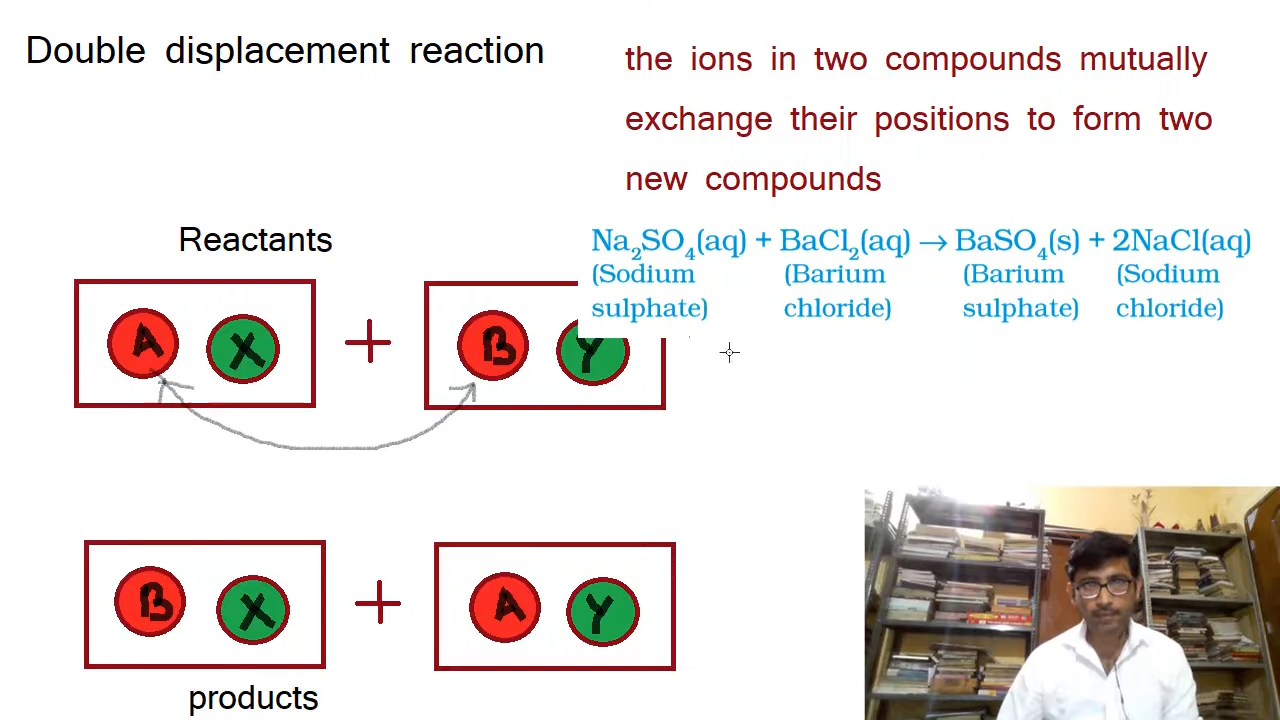 Double displacement reaction
the ions in two compounds mutually
exchange their positions to form two
new compounds
Na₂SO₄(aq) + BaCl₂(aq) → BaSO₄(s) + 2NaCl(aq)
(Sodium (Barium (Barium (Sodium
sulphate) chloride) sulphate) chloride)
Reactants
A X + B Y
B X + A Y
products